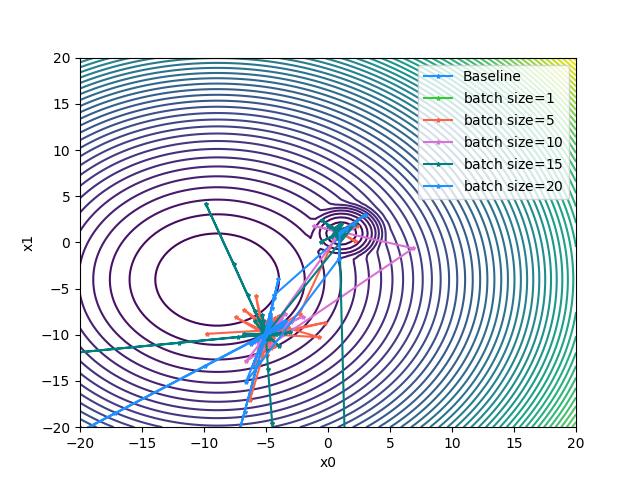 Baseline
batch size=1
batch size=5
batch size=10
batch size=15
batch size=20
20
15
10
5
0
−5
−10
−15
−20
x1
−20 −15 −10 −5 0 5 10 15 20
x0